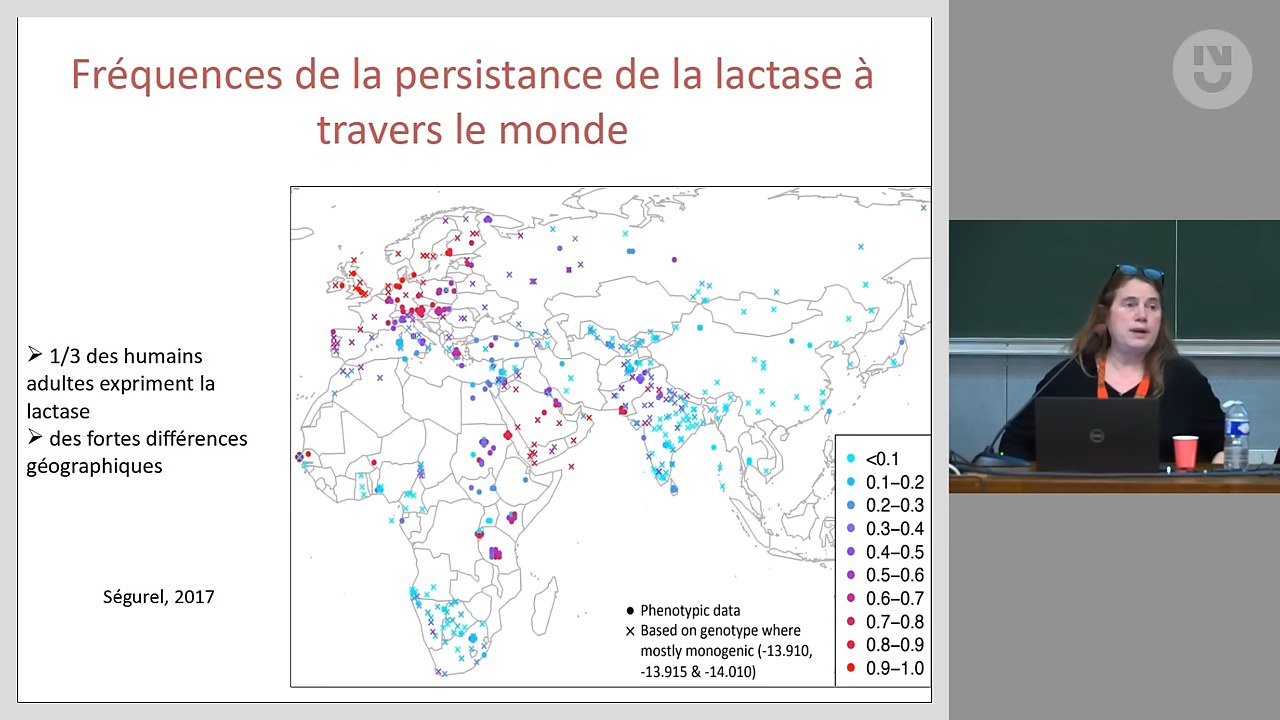 Fréquences de la persistance de la lactase à
travers le monde
➢ 1/3 des humains
adultes expriment la
lactase
➢ des fortes différences
géographiques
Ségurel, 2017
● Phenotypic data
x Based on genotype where
mostly monogenic (-13.910,
-13.915 & -14.010)
<0.1
0.1–0.2
0.2–0.3
0.3–0.4
0.4–0.5
0.5–0.6
0.6–0.7
0.7–0.8
0.8–0.9
0.9–1.0
DELL